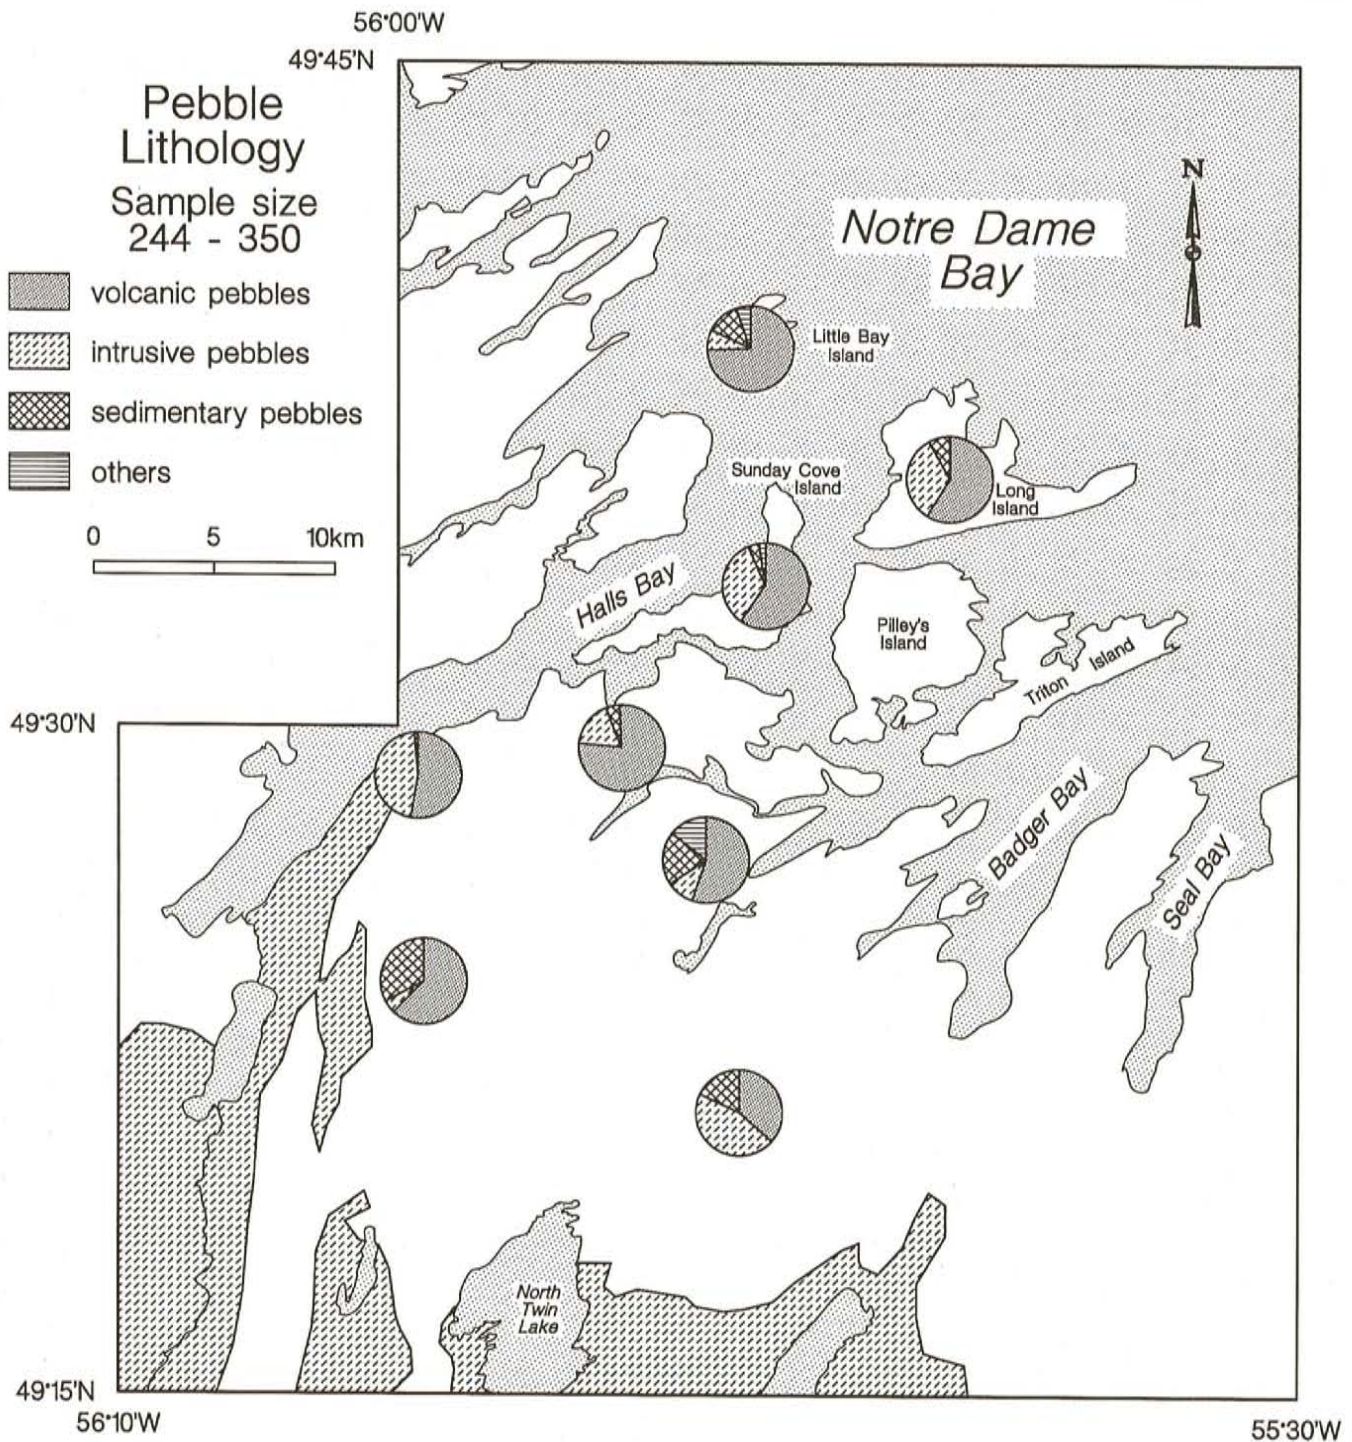 56°00'W
49°45'N
Pebble
Lithology
Sample size
244 - 350
volcanic pebbles
intrusive pebbles
sedimentary pebbles
others
0 5 10km
N
Notre Dame
Bay
Little Bay
Island
Sunday Cove
Island
Long
Island
Halls Bay
Pilley's
Island
Triton Island
49°30'N
Badger Bay
Seal Bay
North
Twin
Lake
49°15'N
56°10'W
55°30'W